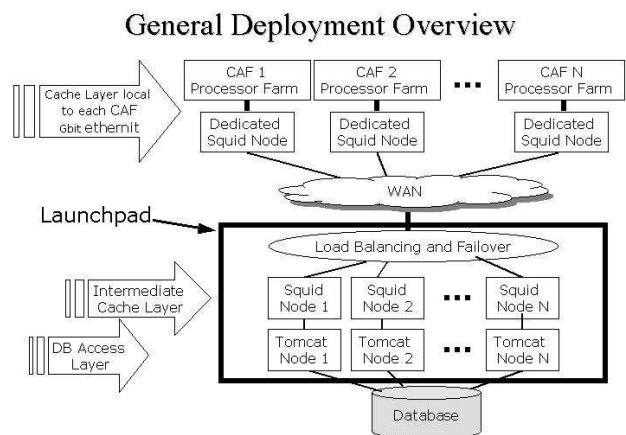 General Deployment Overview
Cache Layer local
to each CAF
Gbit ethernit
CAF 1
Processor Farm
CAF 2
Processor Farm
...
CAF N
Processor Farm
Dedicated
Squid Node
Dedicated
Squid Node
Dedicated
Squid Node
WAN
Launchpad
Load Balancing and Failover
Intermediate
Cache Layer
Squid
Node 1
Squid
Node 2
...
Squid
Node N
DB Access
Layer
Tomcat
Node 1
Tomcat
Node 2
...
Tomcat
Node N
Database